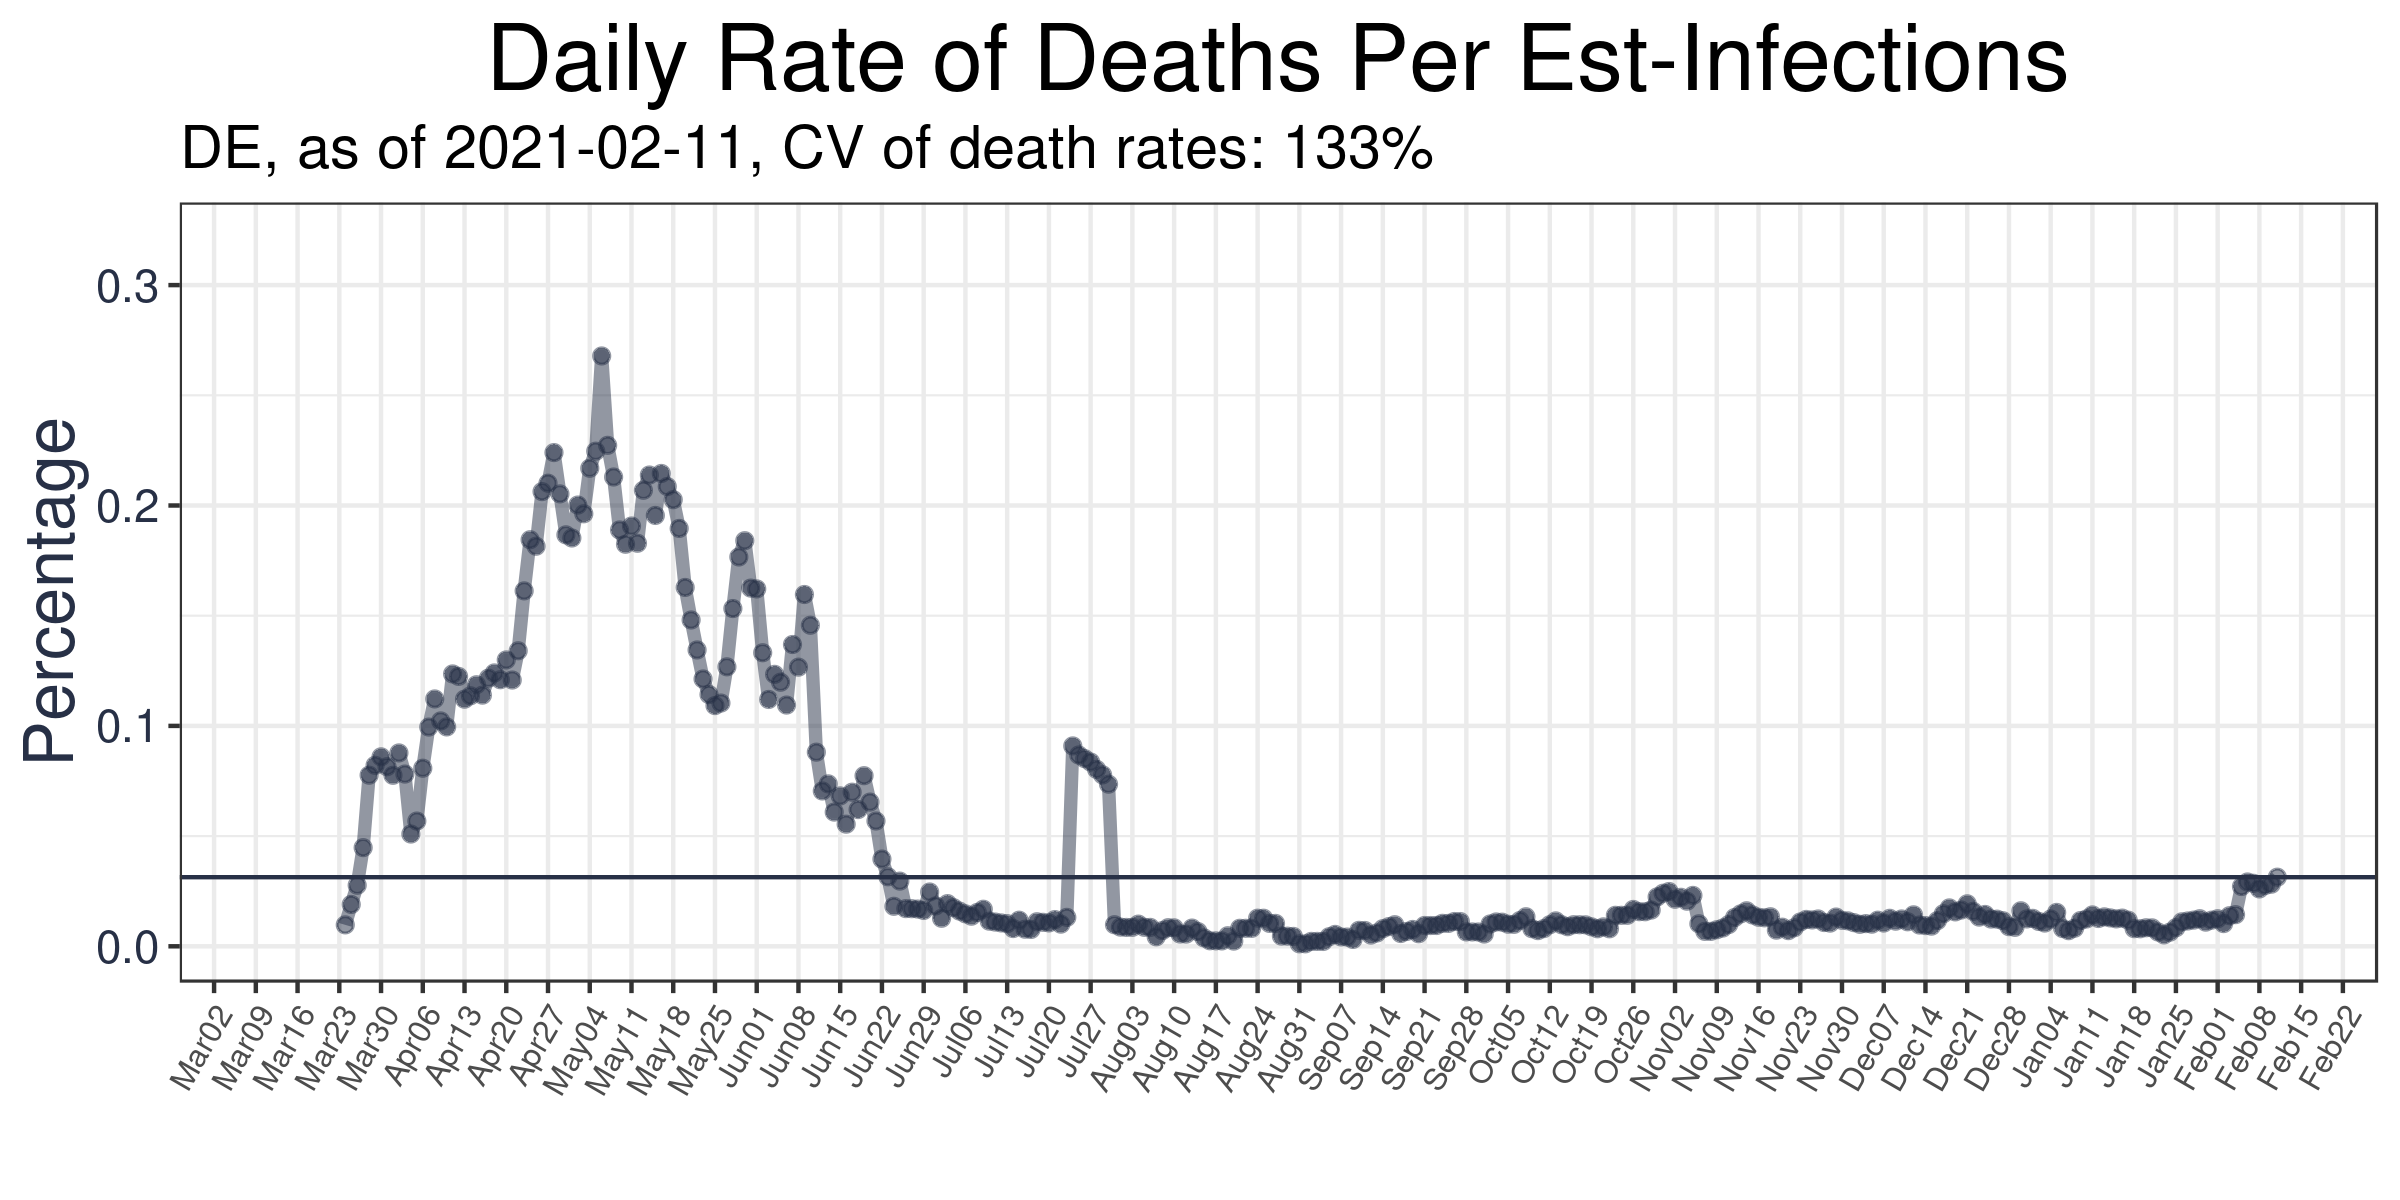 Daily Rate of Deaths Per Est-Infections
DE, as of 2021-02-11, CV of death rates: 133%
Percentage
0.3
0.2
0.1
0.0
Mar02 Mar09 Mar16 Mar23 Mar30 Apr06 Apr13 Apr20 Apr27 May04 May11 May18 May25 Jun01 Jun08 Jun15 Jun22 Jun29 Jul06 Jul13 Jul20 Jul27 Aug03 Aug10 Aug17 Aug24 Aug31 Sep07 Sep14 Sep21 Sep28 Oct05 Oct12 Oct19 Oct26 Nov02 Nov09 Nov16 Nov23 Nov30 Dec07 Dec14 Dec21 Dec28 Jan04 Jan11 Jan18 Jan25 Feb01 Feb08 Feb15 Feb22